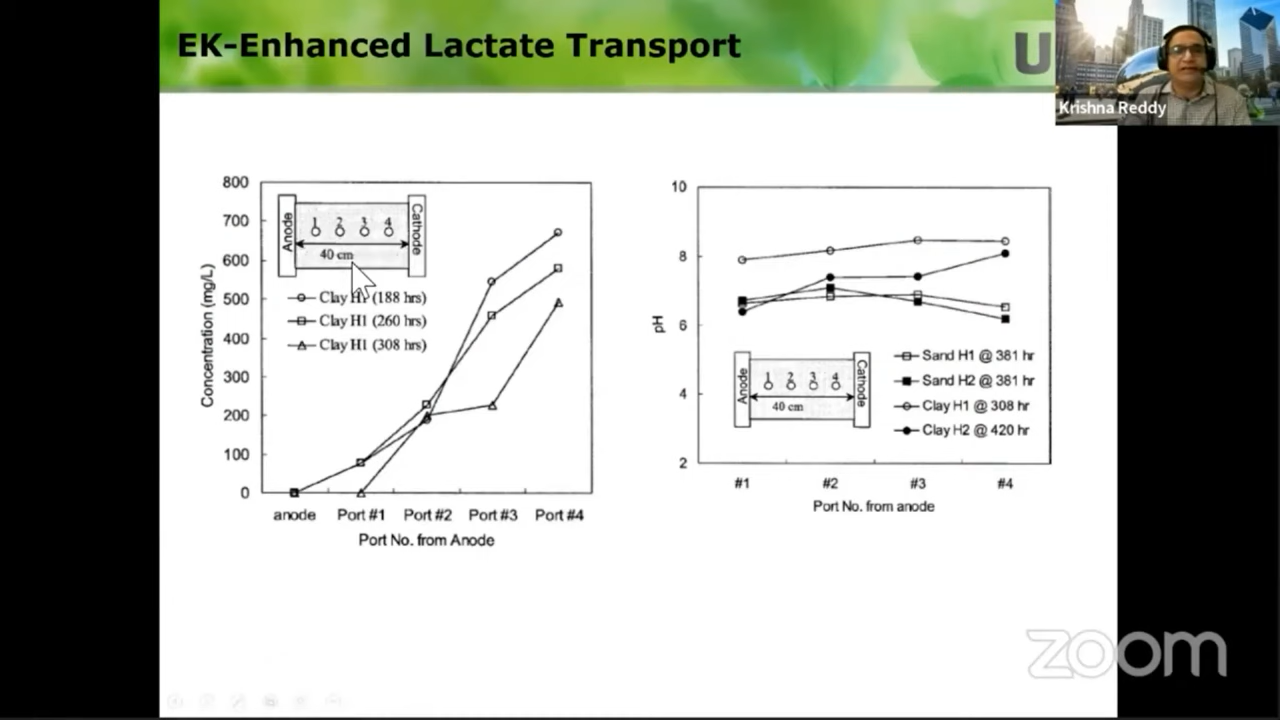 EK-Enhanced Lactate Transport
U
Krishna Reddy
800
700
600
500
400
300
200
100
0
Concentration (mg/L)
Anode
1 2 3 4
Cathode
40 cm
Clay H1 (188 hrs)
Clay H1 (260 hrs)
Clay H1 (308 hrs)
anode Port #1 Port #2 Port #3 Port #4
Port No. from Anode
10
8
6
4
2
pH
Anode
1 2 3 4
Cathode
40 cm
Sand H1 @ 381 hr
Sand H2 @ 381 hr
Clay H1 @ 308 hr
Clay H2 @ 420 hr
#1 #2 #3 #4
Port No. from anode
zoom